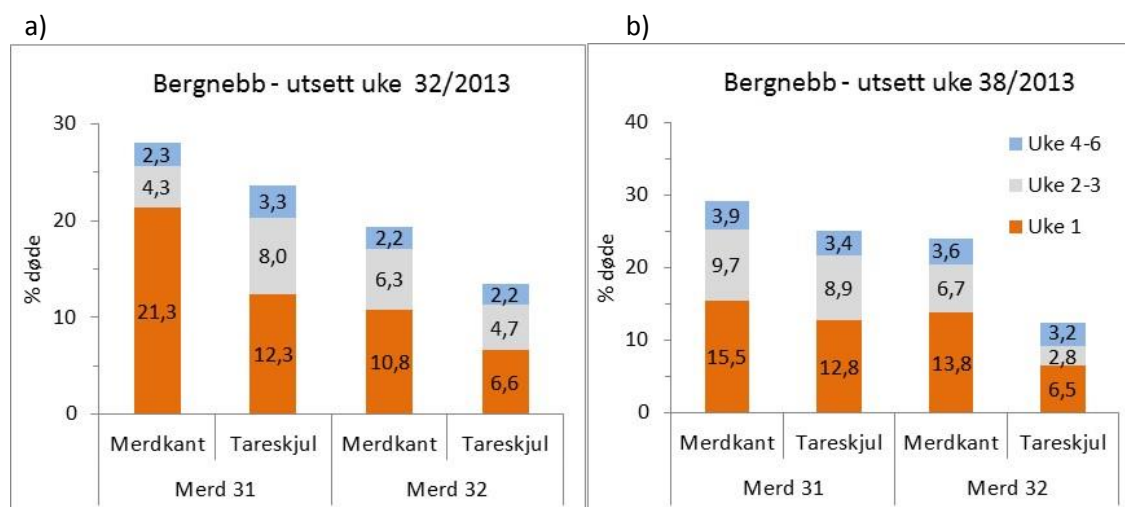 a)
Bergnebb - utsett uke 32/2013
% døde
30
20
10
0
2,3
4,3
21,3
3,3
8,0
12,3
2,2
6,3
10,8
2,2
4,7
6,6
Merdkant Tareskjul Merdkant Tareskjul
Merd 31 Merd 32
b)
Bergnebb - utsett uke 38/2013
% døde
40
30
20
10
0
Uke 4-6
Uke 2-3
Uke 1
3,9
9,7
15,5
3,4
8,9
12,8
3,6
6,7
13,8
3,2
2,8
6,5
Merdkant Tareskjul Merdkant Tareskjul
Merd 31 Merd 32